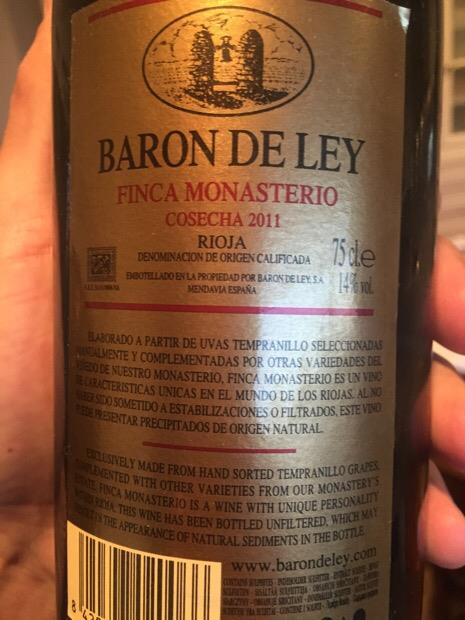 BARON DE LEY
FINCA MONASTERIO
COSECHA 2011
RIOJA
DENOMINACION DE ORIGEN CALIFICADA
75 cl.e
EMBOTELLADO EN LA PROPIEDAD POR BARON DE LEY, S.A.
MENDAVIA ESPAÑA
14% vol.
ELABORADO A PARTIR DE UVAS TEMPRANILLO SELECCIONADAS
MANUALMENTE Y COMPLEMENTADAS POR OTRAS VARIEDADES DEL
VIÑEDO DE NUESTRO MONASTERIO, FINCA MONASTERIO ES UN VINO
DE CARACTERISTICAS UNICAS EN EL MUNDO DE LOS RIOJAS. AL NO
HABER SIDO SOMETIDO A ESTABILIZACIONES O FILTRADOS, ESTE VINO
PUEDE PRESENTAR PRECIPITADOS DE ORIGEN NATURAL.
EXCLUSIVELY MADE FROM HAND SORTED TEMPRANILLO GRAPES,
COMPLEMENTED WITH OTHER VARIETIES FROM OUR MONASTERY'S
ESTATE, FINCA MONASTERIO IS A WINE WITH UNIQUE PERSONALITY
WITHIN RIOJA. THIS WINE HAS BEEN BOTTLED UNFILTERED, WHICH MAY
RESULT IN THE APPEARANCE OF NATURAL SEDIMENTS IN THE BOTTLE.
www.barondeley.com
CONTAINS SULPHITES
8